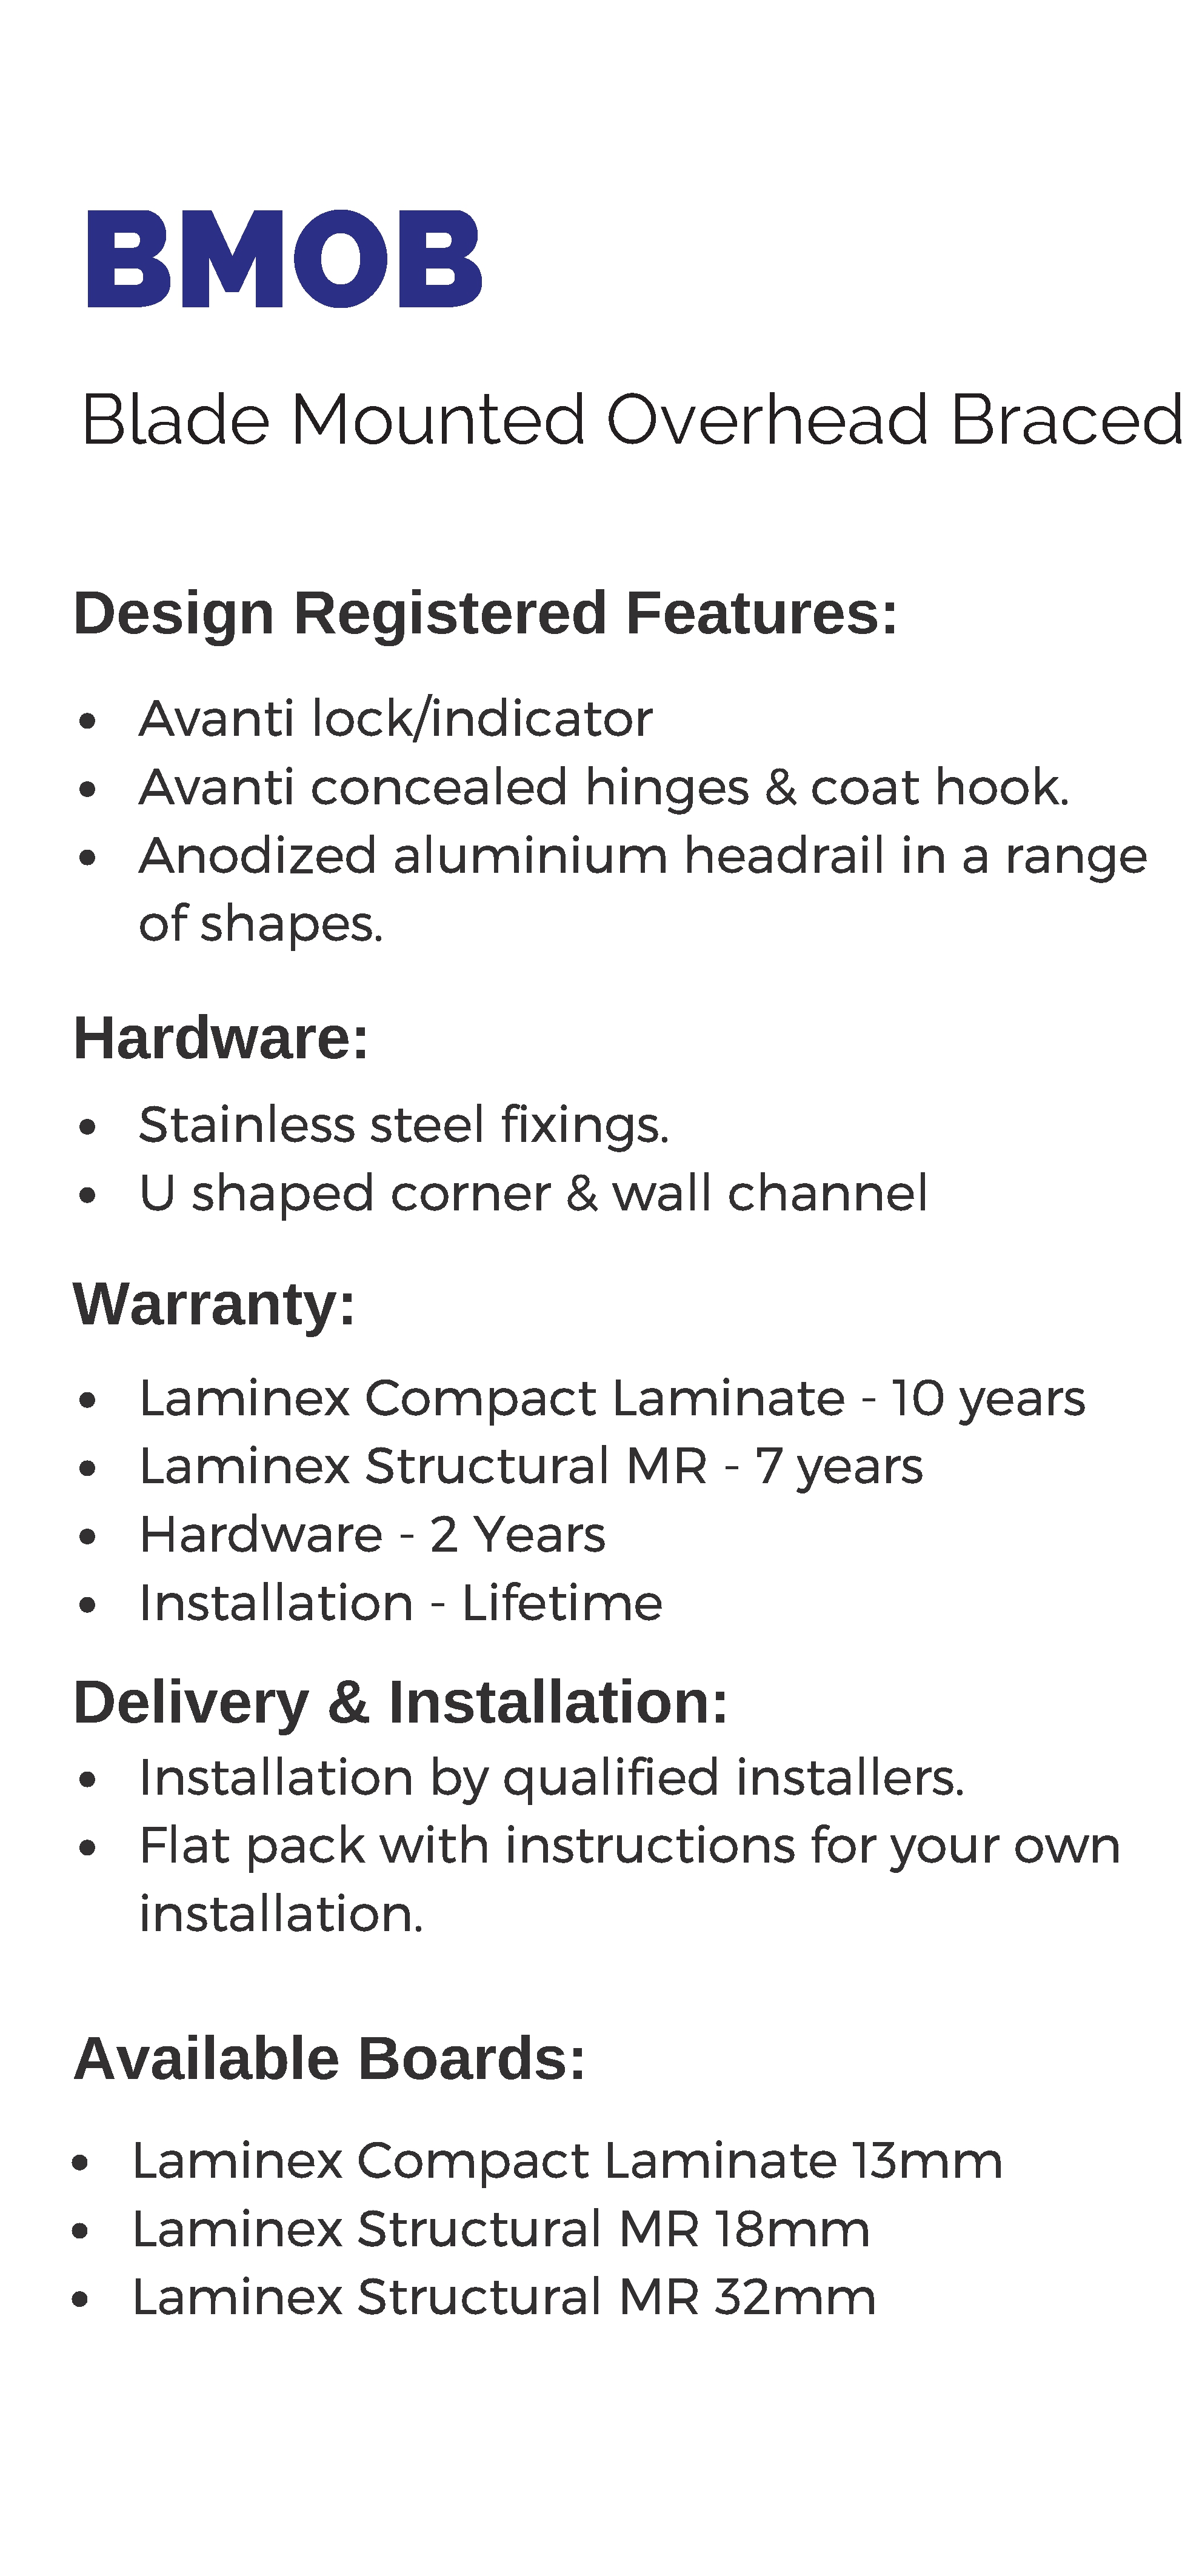 BMOB
Blade Mounted Overhead Braced
Design Registered Features:
• Avanti lock/indicator
• Avanti concealed hinges & coat hook.
• Anodized aluminium headrail in a range
of shapes.
Hardware:
• Stainless steel fixings.
• U shaped corner & wall channel
Warranty:
• Laminex Compact Laminate - 10 years
• Laminex Structural MR - 7 years
• Hardware - 2 Years
• Installation - Lifetime
Delivery & Installation:
• Installation by qualified installers.
• Flat pack with instructions for your own
installation.
Available Boards:
• Laminex Compact Laminate 13mm
• Laminex Structural MR 18mm
• Laminex Structural MR 32mm